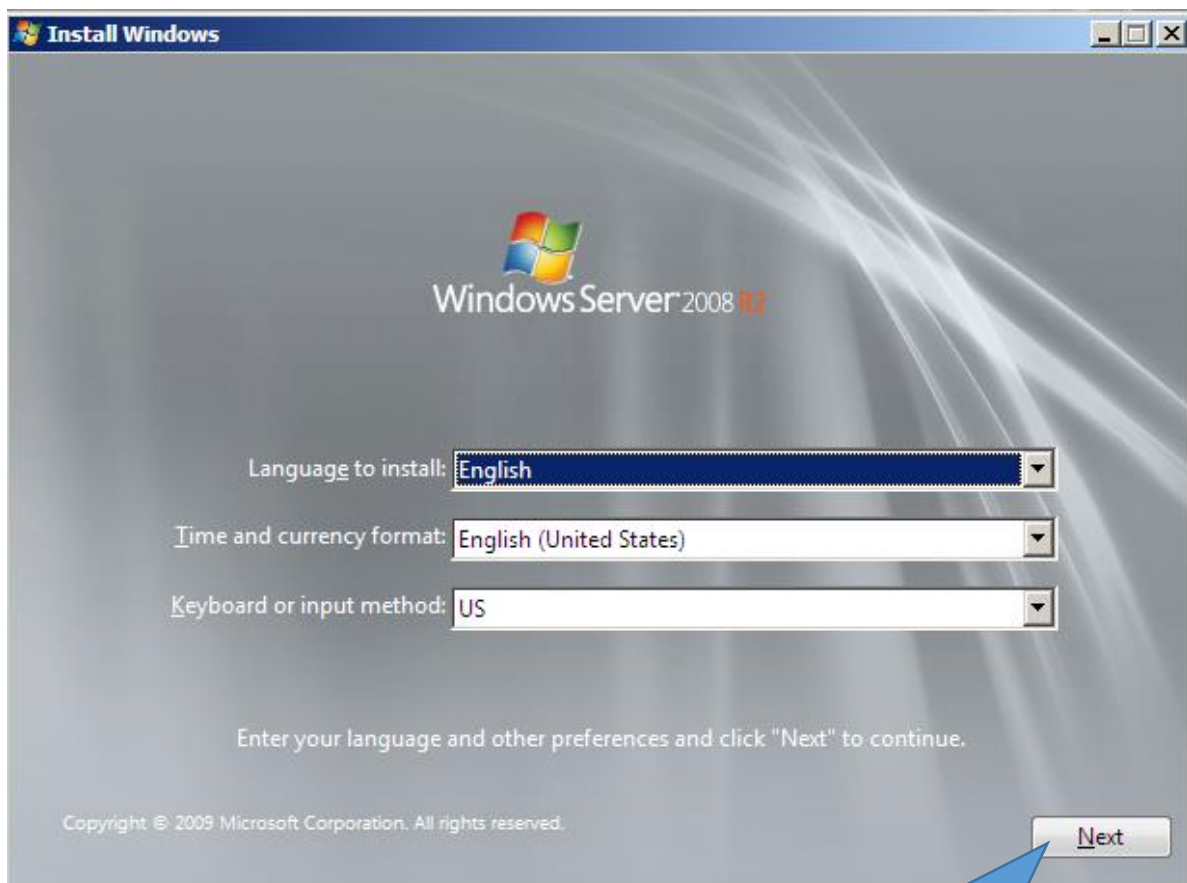 Install Windows
Windows Server 2008 R2
Language to install: English
Time and currency format: English (United States)
Keyboard or input method: US
Enter your language and other preferences and click "Next" to continue.
Copyright © 2009 Microsoft Corporation. All rights reserved.
Next